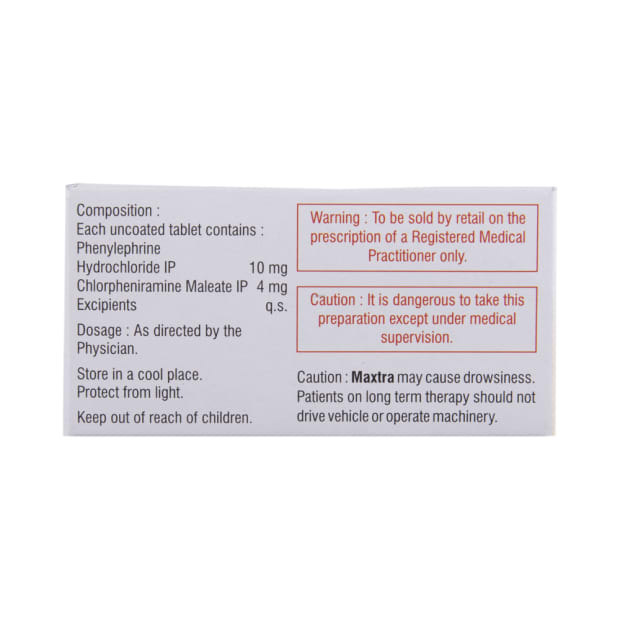 Composition :
Each uncoated tablet contains :
Phenylephrine
Hydrochloride IP 10 mg
Chlorpheniramine Maleate IP 4 mg
Excipients q.s.
Dosage : As directed by the
Physician.
Store in a cool place.
Protect from light.
Keep out of reach of children.
Warning : To be sold by retail on the
prescription of a Registered Medical
Practitioner only.
Caution : It is dangerous to take this
preparation except under medical
supervision.
Caution : Maxtra may cause drowsiness.
Patients on long term therapy should not
drive vehicle or operate machinery.